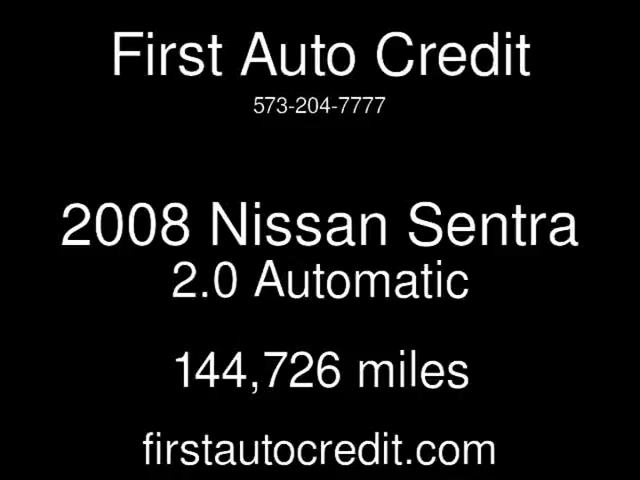 First Auto Credit
573-204-7777
2008 Nissan Sentra
2.0 Automatic
144,726 miles
firstautocredit.com